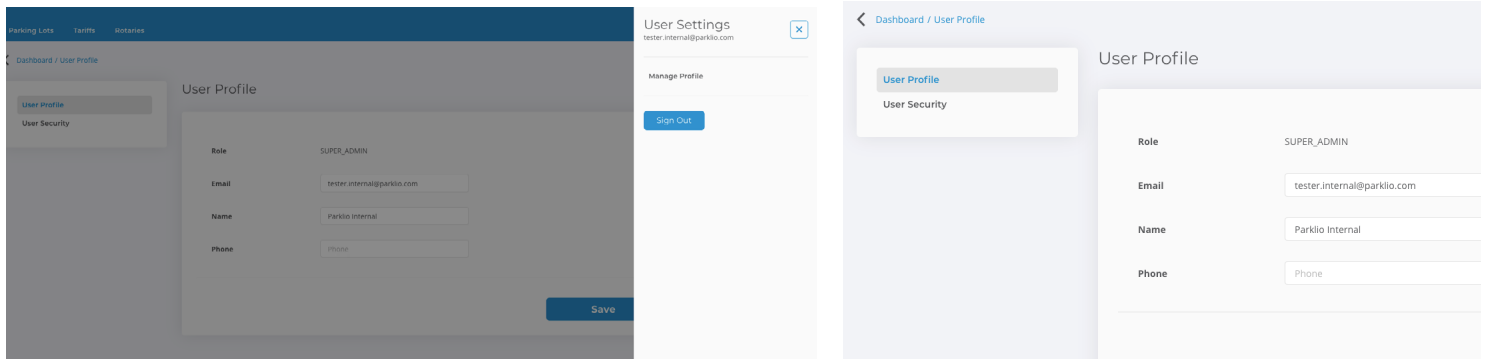 Parking Lots Tariffs Rotaries
Dashboard / User Profile
User Profile
User Security
User Profile
Role SUPER_ADMIN
Email tester.internal@parklio.com
Name Parklio Internal
Phone Phone
Save
User Settings
tester.internal@parklio.com
Manage Profile
Sign Out
Dashboard / User Profile
User Profile
User Security
User Profile
Role SUPER_ADMIN
Email tester.internal@parklio.com
Name Parklio Internal
Phone Phone